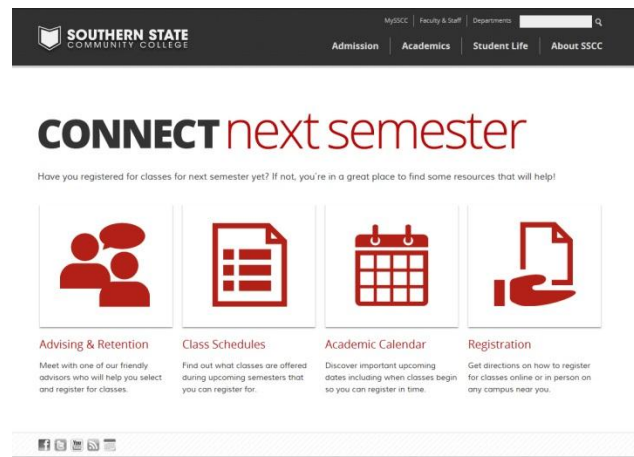 MySSCC
Faculty & Staff
Departments
SOUTHERN STATE
COMMUNITY COLLEGE
Admission
Academics
Student Life
About SSCC
CONNECT next semester
Have you registered for classes for next semester yet? If not, you're in a great place to find some resources that will help!
Advising & Retention
Meet with one of our friendly
advisors who will help you select
and register for classes.
Class Schedules
Find out what classes are offered
during upcoming semesters that
you can register for.
Academic Calendar
Discover important upcoming
dates including when classes begin
so you can register in time.
Registration
Get directions on how to register
for classes online or in person on
any campus near you.